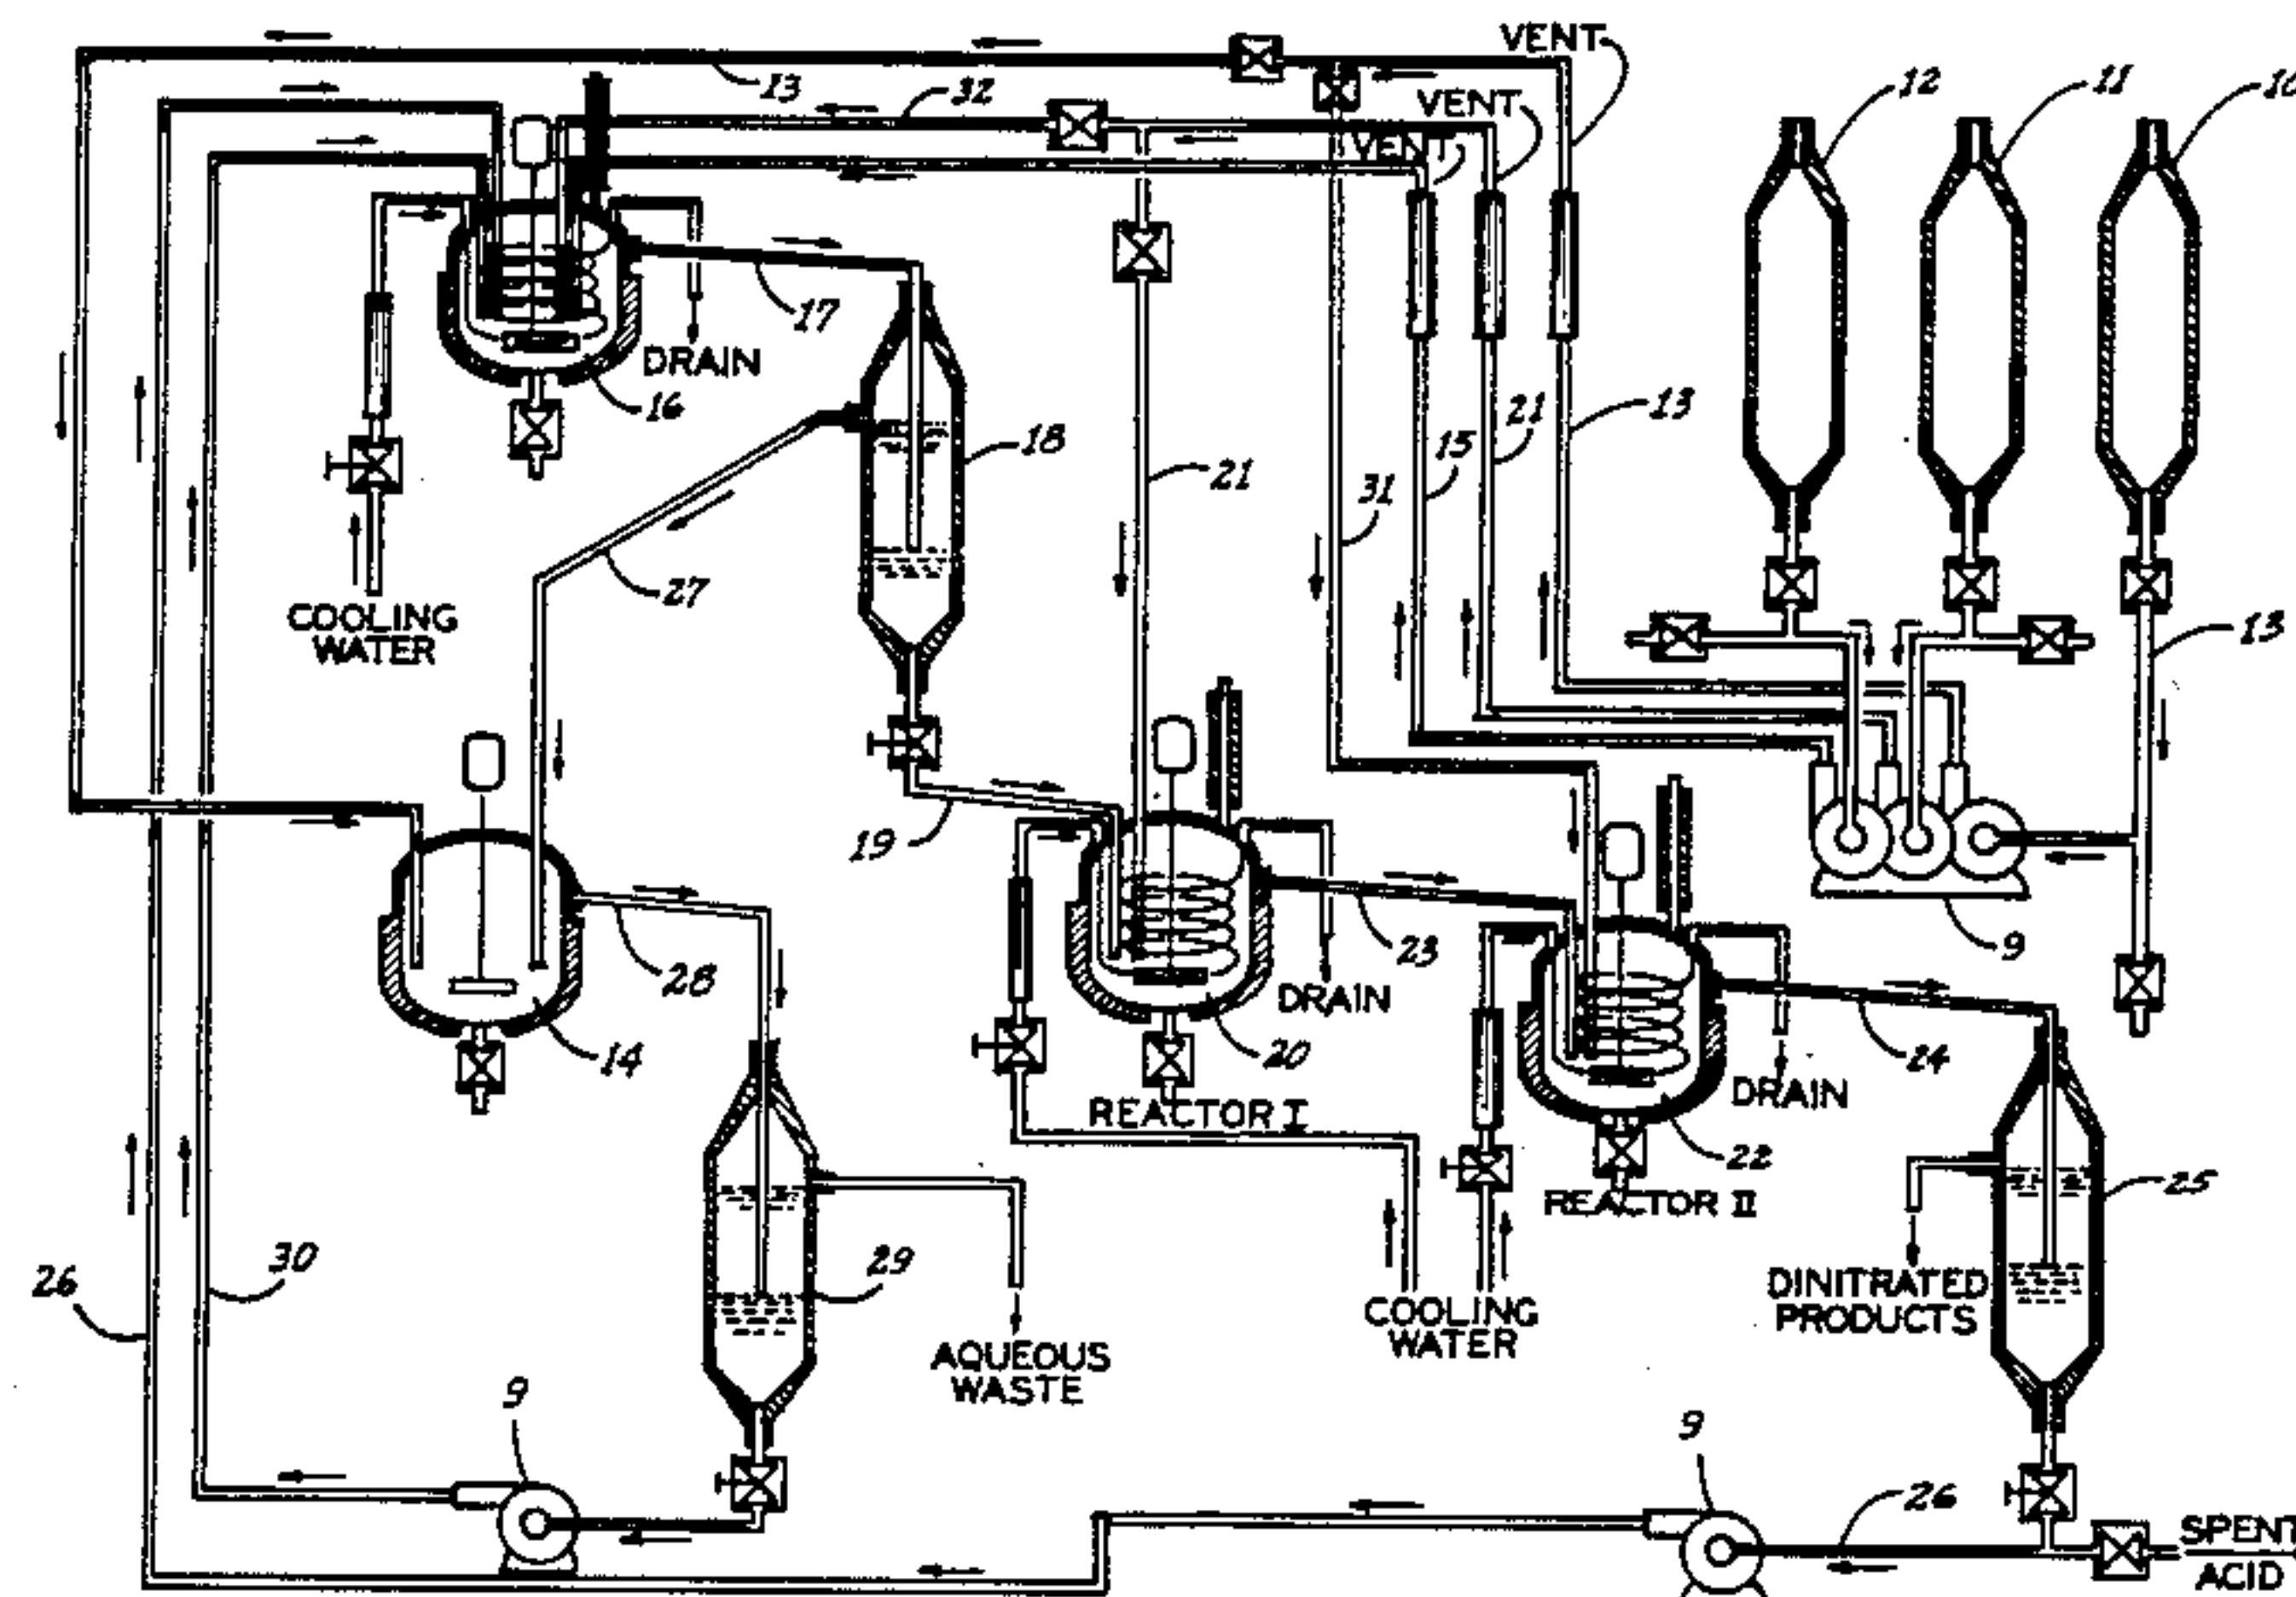 VENT
12
11
10
13
32
VENT
VENT
17
DRAIN
16
18
21
31
15
21
13
13
27
COOLING
WATER
19
23
9
28
DRAIN
14
20
24
DRAIN
REACTOR I
22
REACTOR II
25
30
29
26
DINITRATED
PRODUCTS
COOLING
WATER
AQUEOUS
WASTE
9
9
26
SPENT
ACID